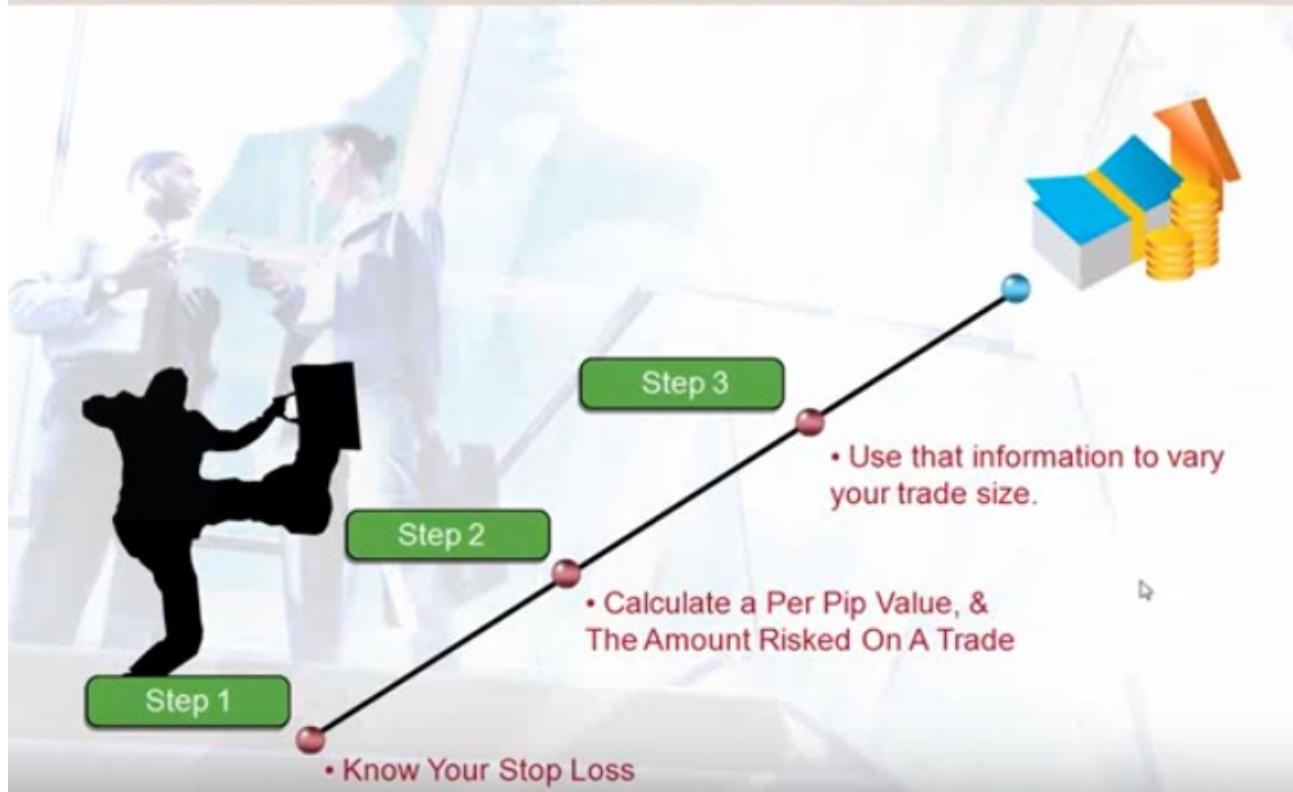 Step 3
• Use that information to vary
your trade size.
Step 2
• Calculate a Per Pip Value, &
The Amount Risked On A Trade
Step 1
• Know Your Stop Loss